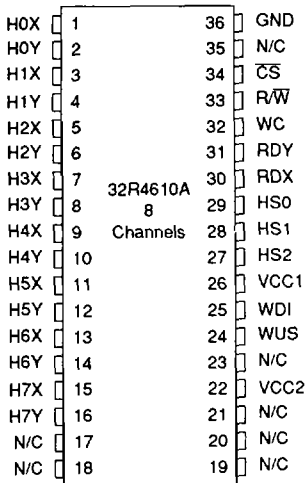 H0X 1 36 GND
H0Y 2 35 N/C
H1X 3 34 C̅S̅
H1Y 4 33 R/W̅
H2X 5 32 WC
H2Y 6 31 RDY
H3X 7 30 RDX
32R4610A
H3Y 8 29 HS0
8
H4X 9 28 HS1
Channels
H4Y 10 27 HS2
H5X 11 26 VCC1
H5Y 12 25 WDI
H6X 13 24 WUS
H6Y 14 23 N/C
H7X 15 22 VCC2
H7Y 16 21 N/C
N/C 17 20 N/C
N/C 18 19 N/C